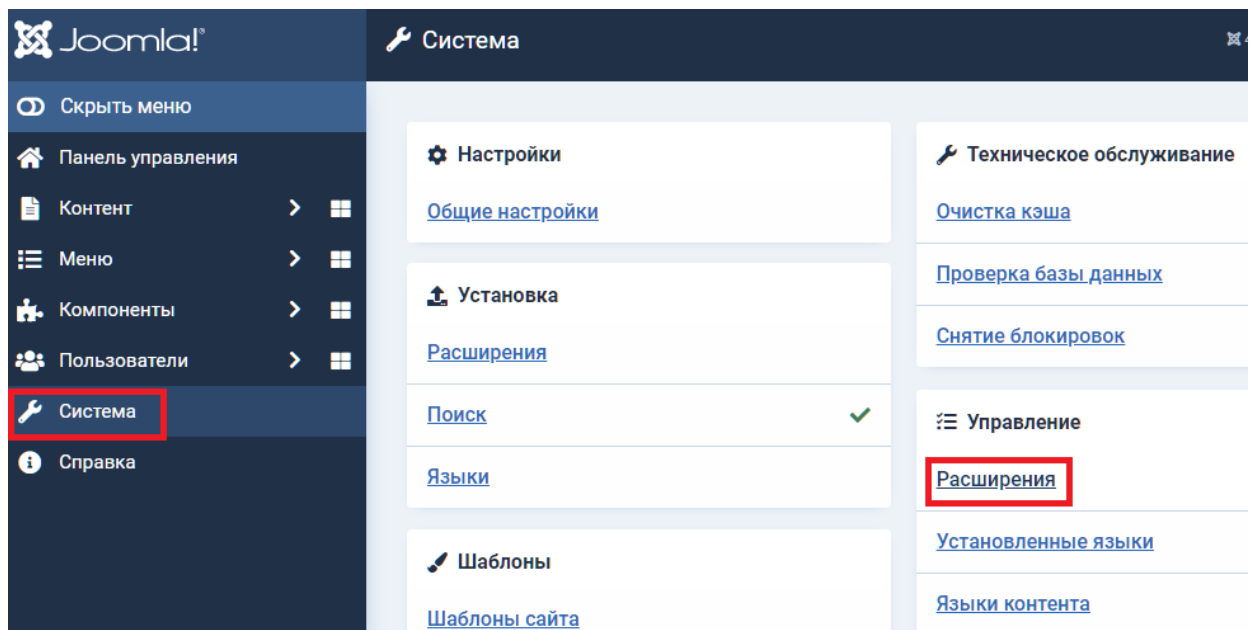 Joomla!
Скрыть меню
Панель управления
Контент
Меню
Компоненты
Пользователи
Система
Справка
Система
Настройки
Общие настройки
Установка
Расширения
Поиск
Языки
Шаблоны
Шаблоны сайта
Техническое обслуживание
Очистка кэша
Проверка базы данных
Снятие блокировок
Управление
Расширения
Установленные языки
Языки контента